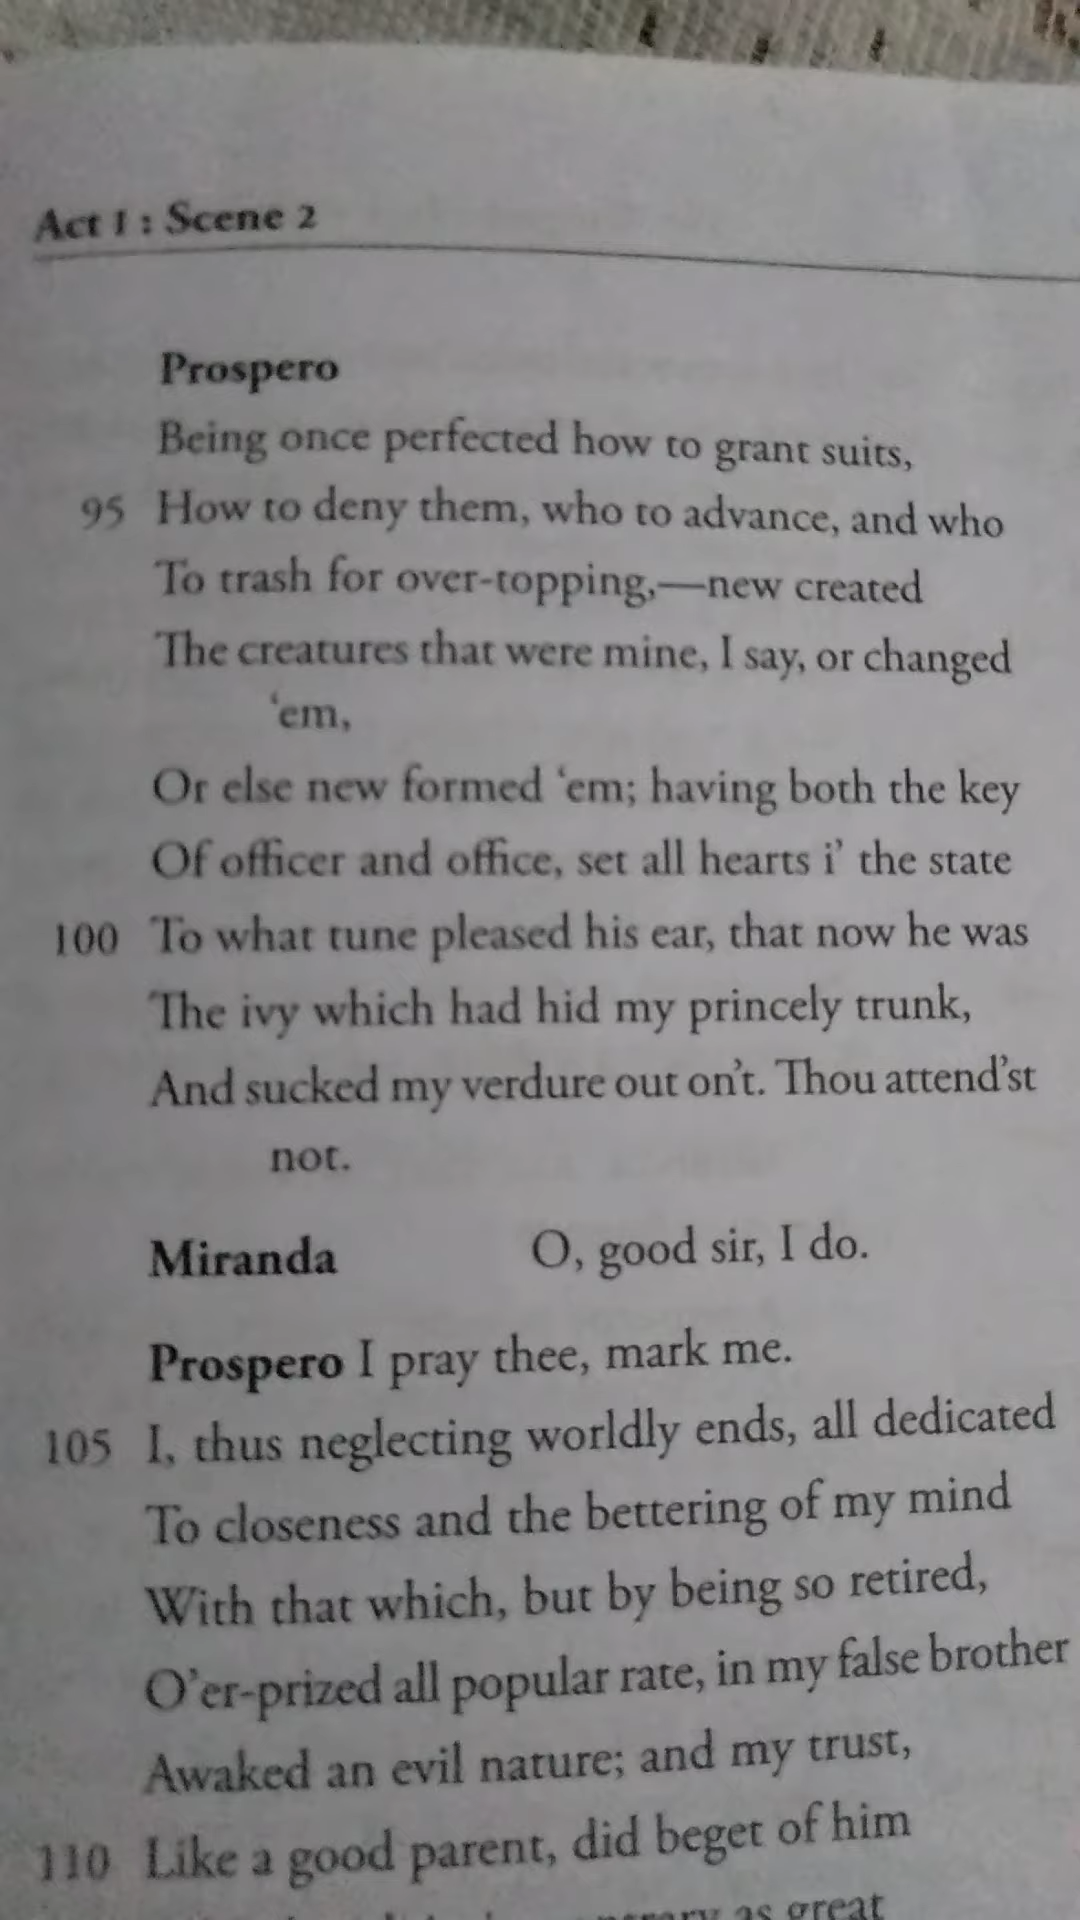 Act 1 : Scene 2
Prospero
Being once perfected how to grant suits,
95 How to deny them, who to advance, and who
To trash for over-topping,—new created
The creatures that were mine, I say, or changed
‘em,
Or else new formed ‘em; having both the key
Of officer and office, set all hearts i’ the state
100 To what tune pleased his ear, that now he was
The ivy which had hid my princely trunk,
And sucked my verdure out on’t. Thou attend’st
not.
Miranda O, good sir, I do.
Prospero I pray thee, mark me.
105 I, thus neglecting worldly ends, all dedicated
To closeness and the bettering of my mind
With that which, but by being so retired,
O’er-prized all popular rate, in my false brother
Awaked an evil nature; and my trust,
110 Like a good parent, did beget of him
as great